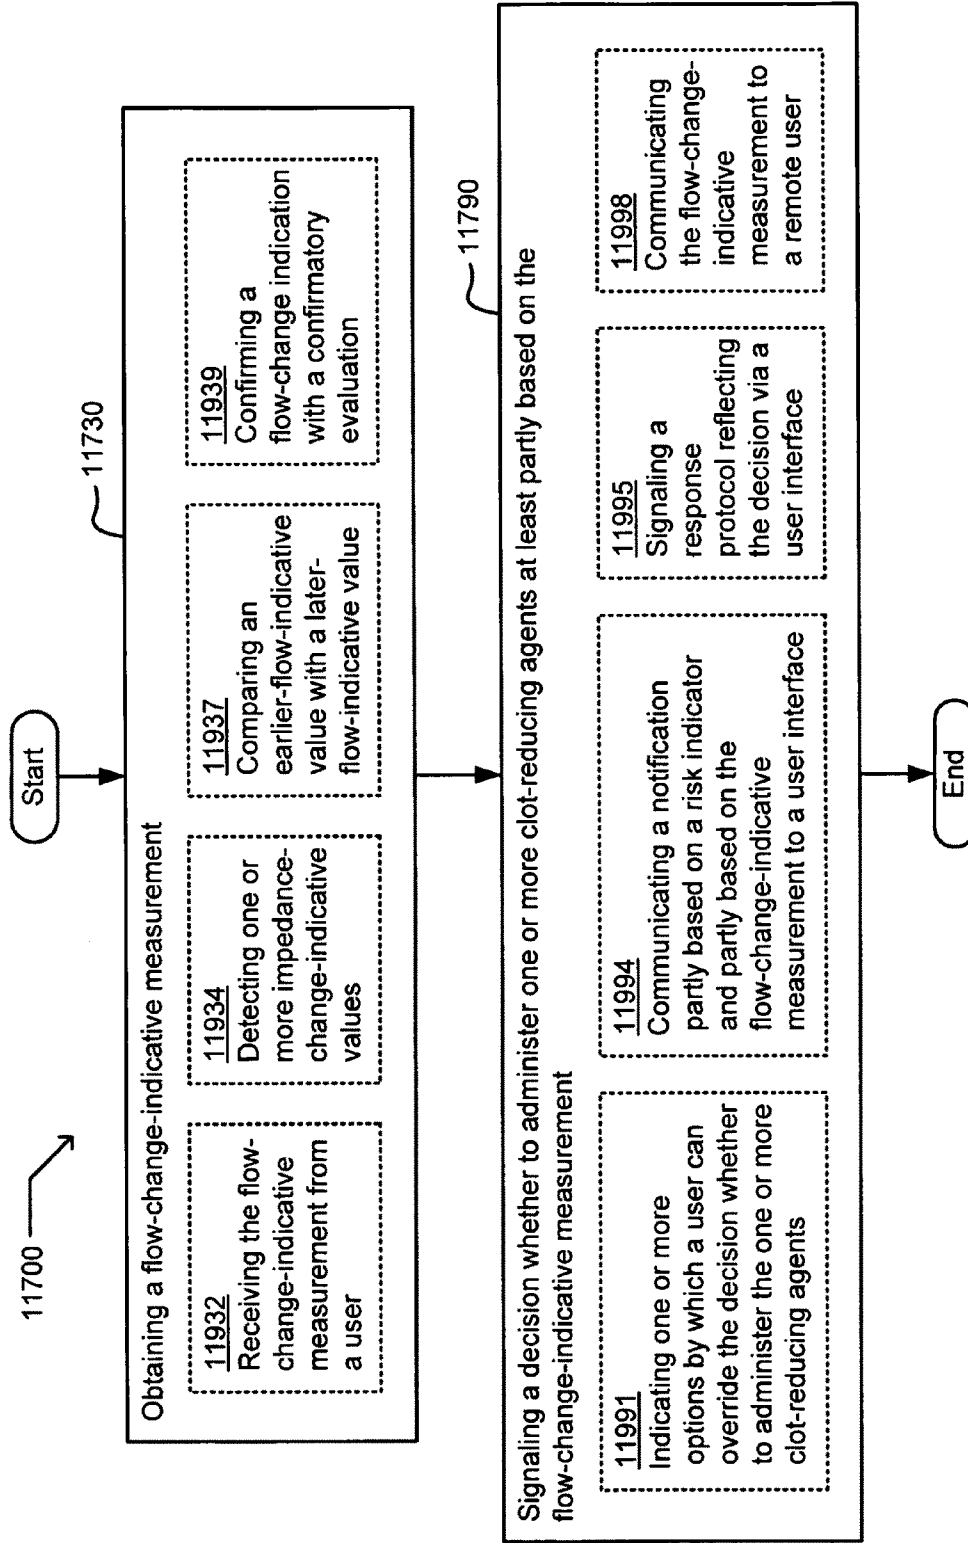 11700
Start
11730
Obtaining a flow-change-indicative measurement
11932
Receiving the flow-
change-indicative
measurement from
a user
11934
Detecting one or
more impedance-
change-indicative
values
11937
Comparing an
earlier-flow-indicative
value with a later-
flow-indicative value
11939
Confirming a
flow-change indication
with a confirmatory
evaluation
11790
Signaling a decision whether to administer one or more clot-reducing agents at least partly based on the
flow-change-indicative measurement
11991
Indicating one or more
options by which a user can
override the decision whether
to administer the one or more
clot-reducing agents
11994
Communicating a notification
partly based on a risk indicator
and partly based on the
flow-change-indicative
measurement to a user interface
11995
Signaling a
response
protocol reflecting
the decision via a
user interface
11998
Communicating
the flow-change-
indicative
measurement to
a remote user
End